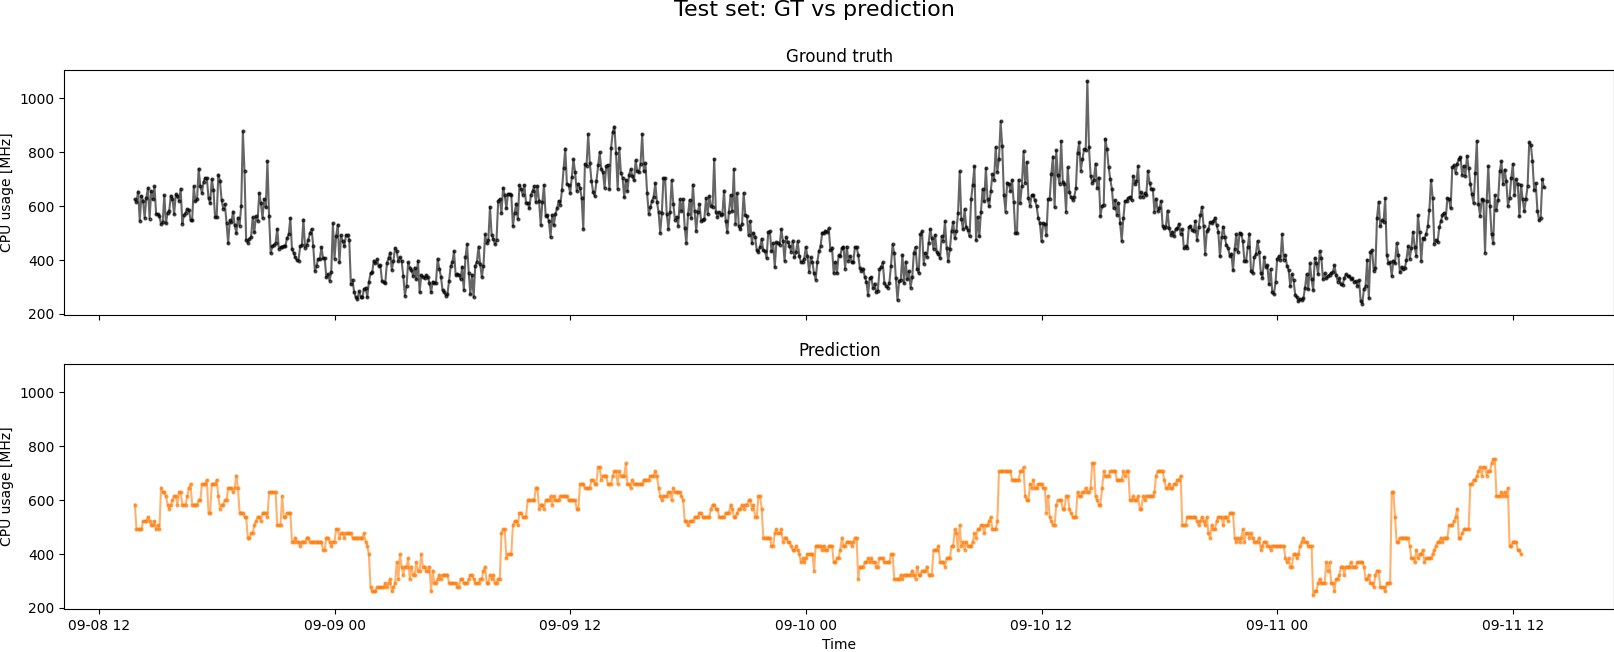 Test set: GT vs prediction
Ground truth
CPU usage [MHz]
1000
800
600
400
200
Prediction
CPU usage [MHz]
1000
800
600
400
200
09-08 12
09-09 00
09-09 12
09-10 00
09-10 12
09-11 00
09-11 12
Time